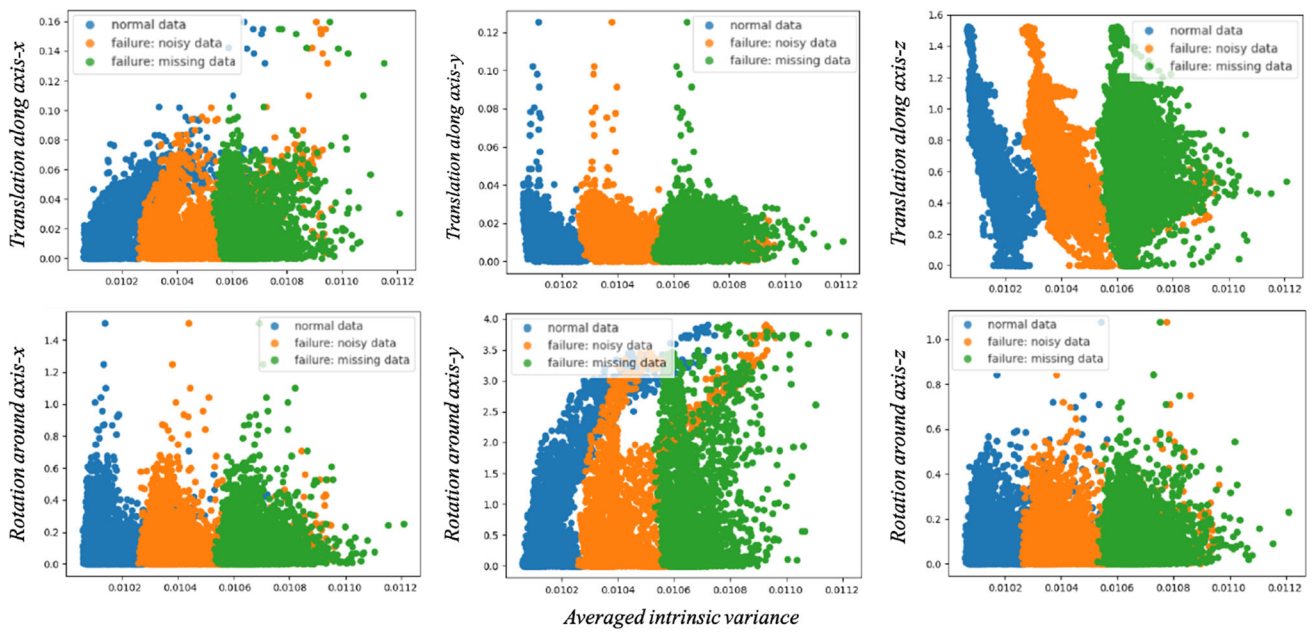 Translation along axis-x
0.16
0.14
0.12
0.10
0.08
0.06
0.04
0.02
0.00
normal data
failure: noisy data
failure: missing data
0.0102 0.0104 0.0106 0.0108 0.0110 0.0112
Translation along axis-y
0.12
0.10
0.08
0.06
0.04
0.02
0.00
normal data
failure: noisy data
failure: missing data
0.0102 0.0104 0.0106 0.0108 0.0110 0.0112
Translation along axis-z
1.6
1.4
1.2
1.0
0.8
0.6
0.4
0.2
0.0
normal data
failure: noisy data
failure: missing data
0.0102 0.0104 0.0106 0.0108 0.0110 0.0112
Rotation around axis-x
1.4
1.2
1.0
0.8
0.6
0.4
0.2
0.0
normal data
failure: noisy data
failure: missing data
0.0102 0.0104 0.0106 0.0108 0.0110 0.0112
Rotation around axis-y
4.0
3.5
3.0
2.5
2.0
1.5
1.0
0.5
0.0
normal data
failure: noisy data
failure: missing data
0.0102 0.0104 0.0106 0.0108 0.0110 0.0112
Rotation around axis-z
1.0
0.8
0.6
0.4
0.2
0.0
normal data
failure: noisy data
failure: missing data
0.0102 0.0104 0.0106 0.0108 0.0110 0.0112
Averaged intrinsic variance